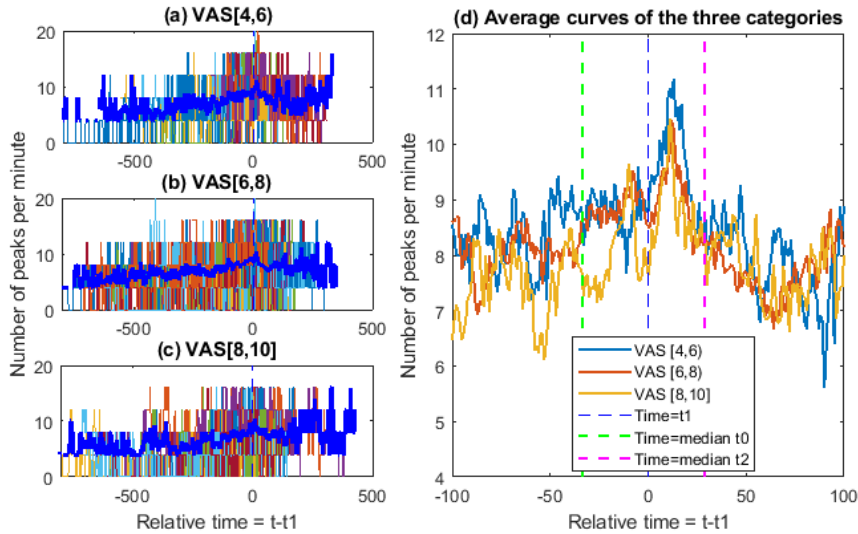 (a) VAS[4,6)
20
10
0
-500
0
500
(b) VAS[6,8)
20
10
0
-500
0
500
(c) VAS[8,10]
20
10
0
-500
0
500
Number of peaks per minute
Relative time = t-t1
(d) Average curves of the three categories
12
11
10
9
8
7
6
5
4
-100
-50
0
50
100
Number of peaks per minute
Relative time = t-t1
VAS [4,6)
VAS [6,8)
VAS [8,10]
Time=t1
Time=median t0
Time=median t2